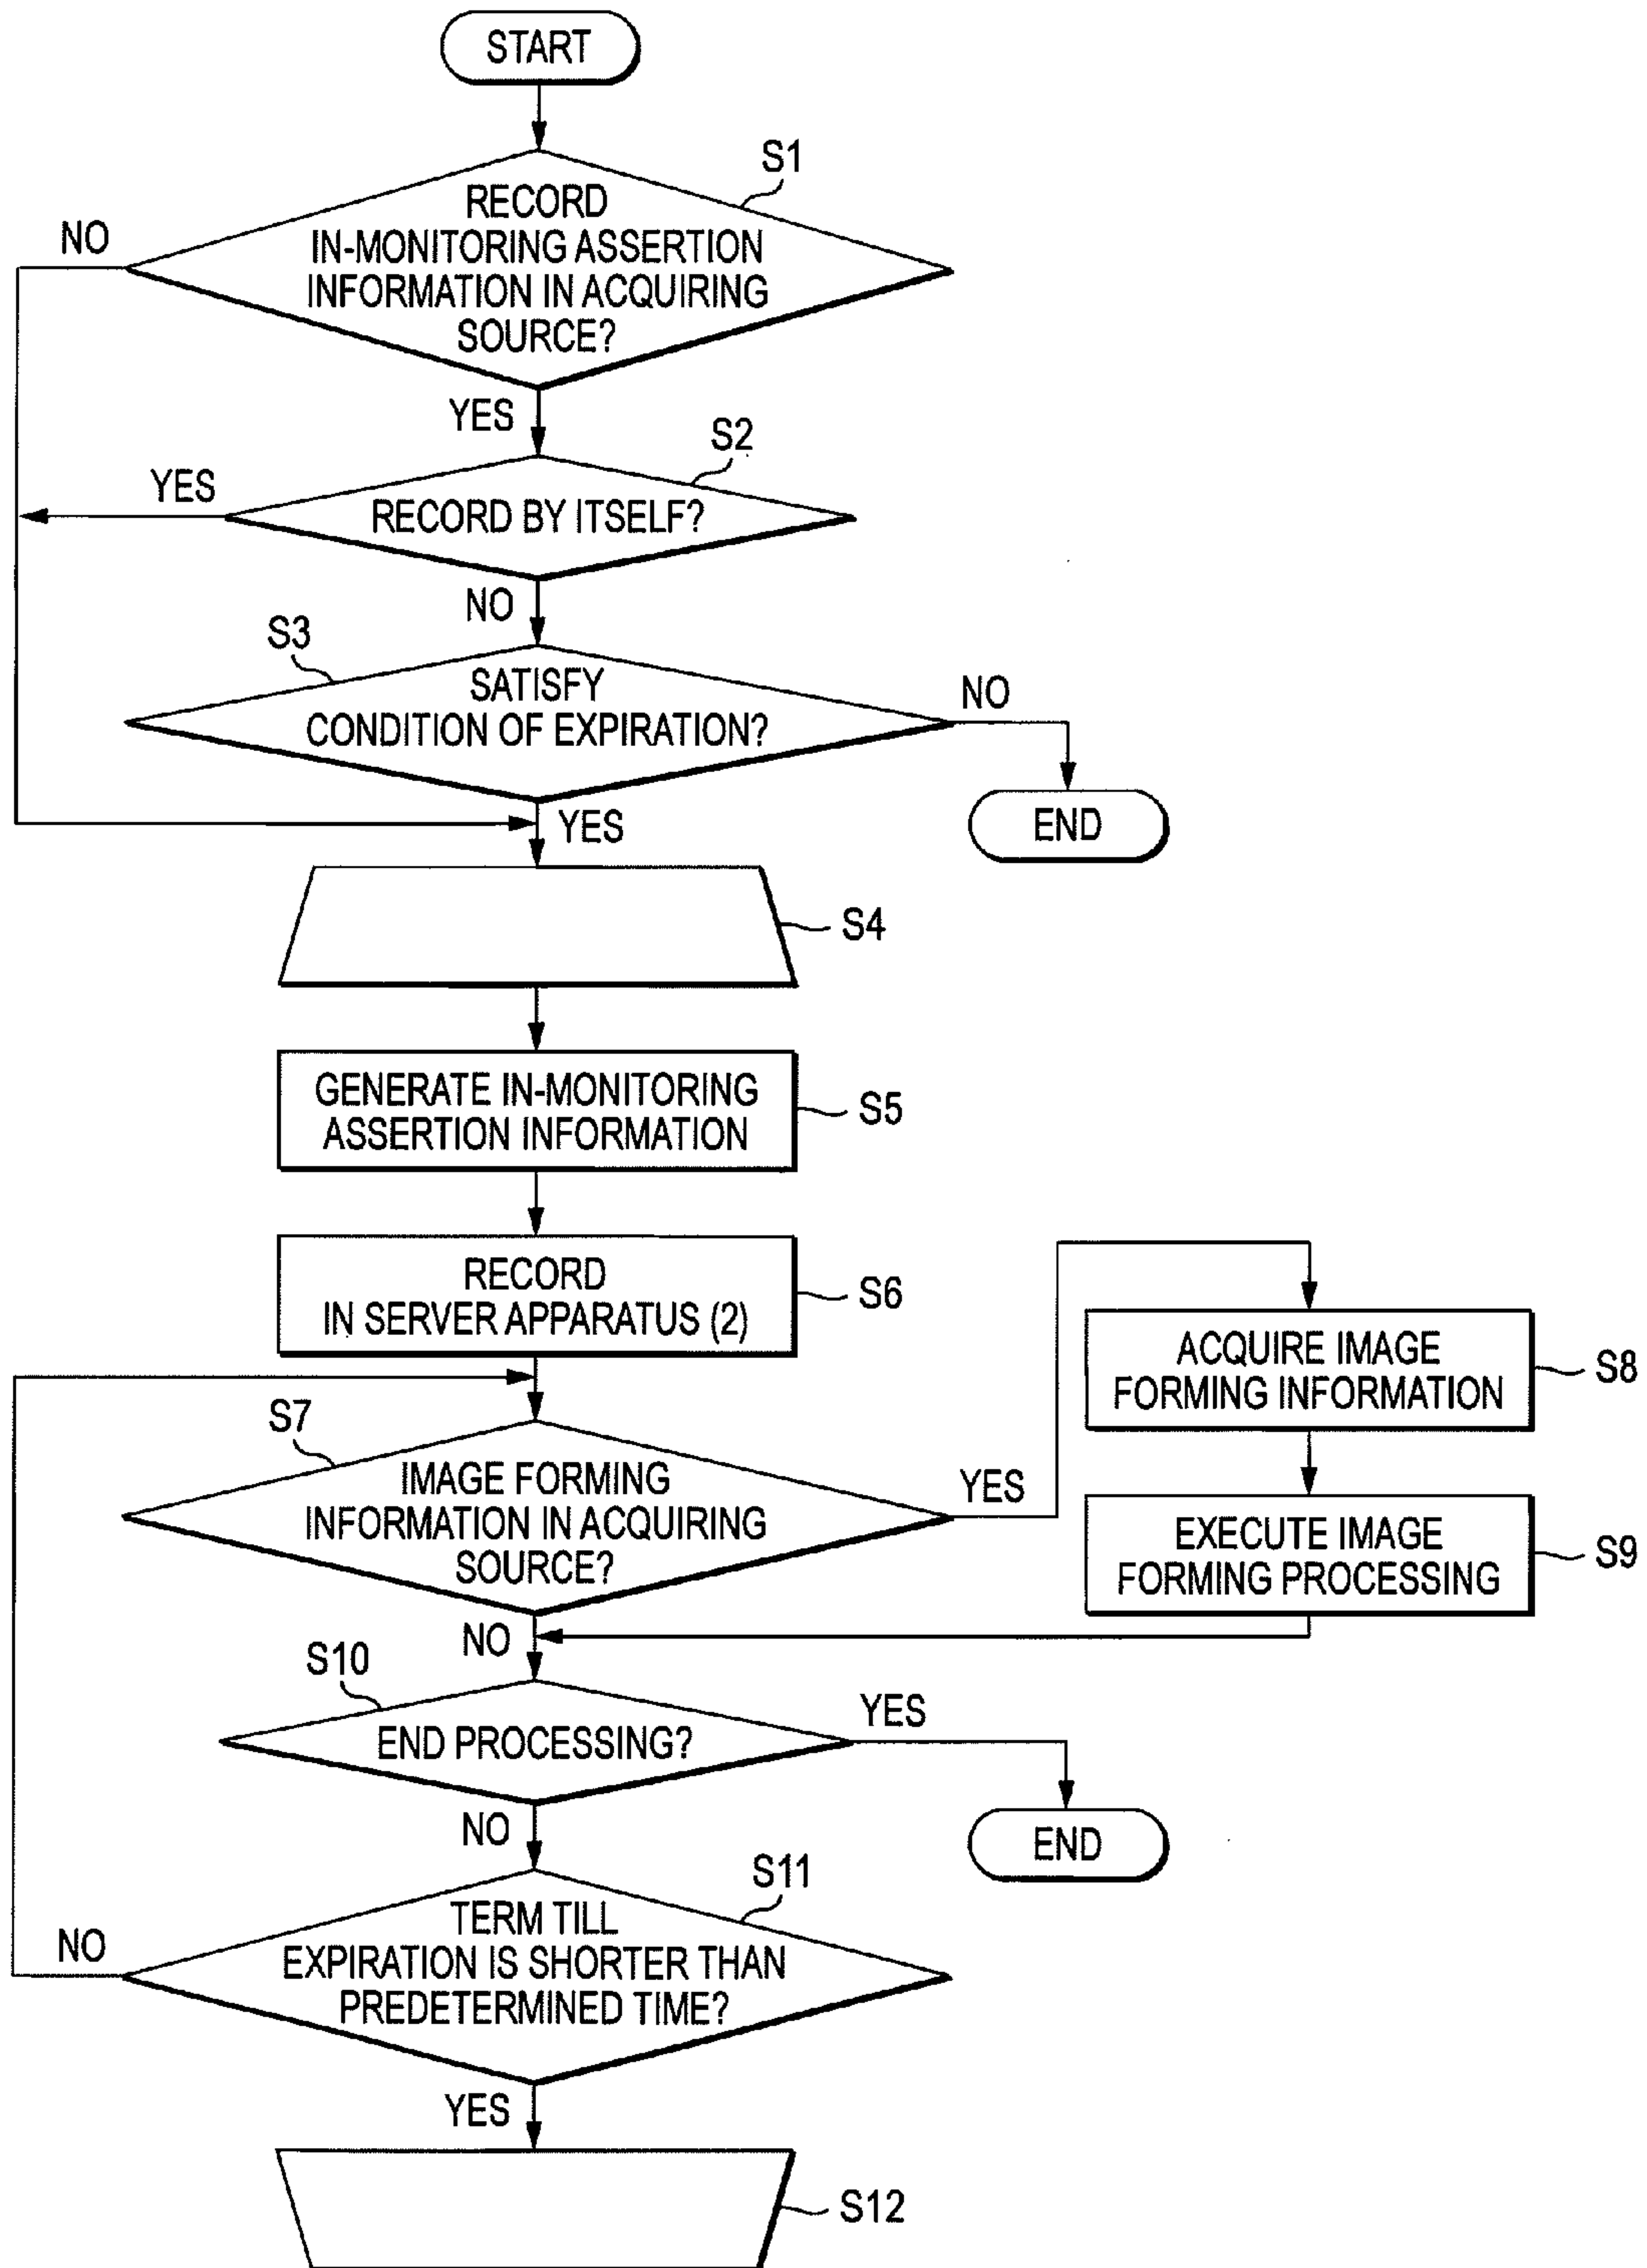 START
S1
RECORD
IN-MONITORING ASSERTION
INFORMATION IN ACQUIRING
SOURCE?
NO
YES
S2
RECORD BY ITSELF?
YES
NO
S3
SATISFY
CONDITION OF EXPIRATION?
NO
END
YES
S4
GENERATE IN-MONITORING
ASSERTION INFORMATION
S5
RECORD
IN SERVER APPARATUS (2)
S6
S7
IMAGE FORMING
INFORMATION IN ACQUIRING
SOURCE?
YES
ACQUIRE IMAGE
FORMING INFORMATION
S8
EXECUTE IMAGE
FORMING PROCESSING
S9
NO
S10
END PROCESSING?
YES
END
NO
S11
TERM TILL
EXPIRATION IS SHORTER THAN
PREDETERMINED TIME?
NO
YES
S12